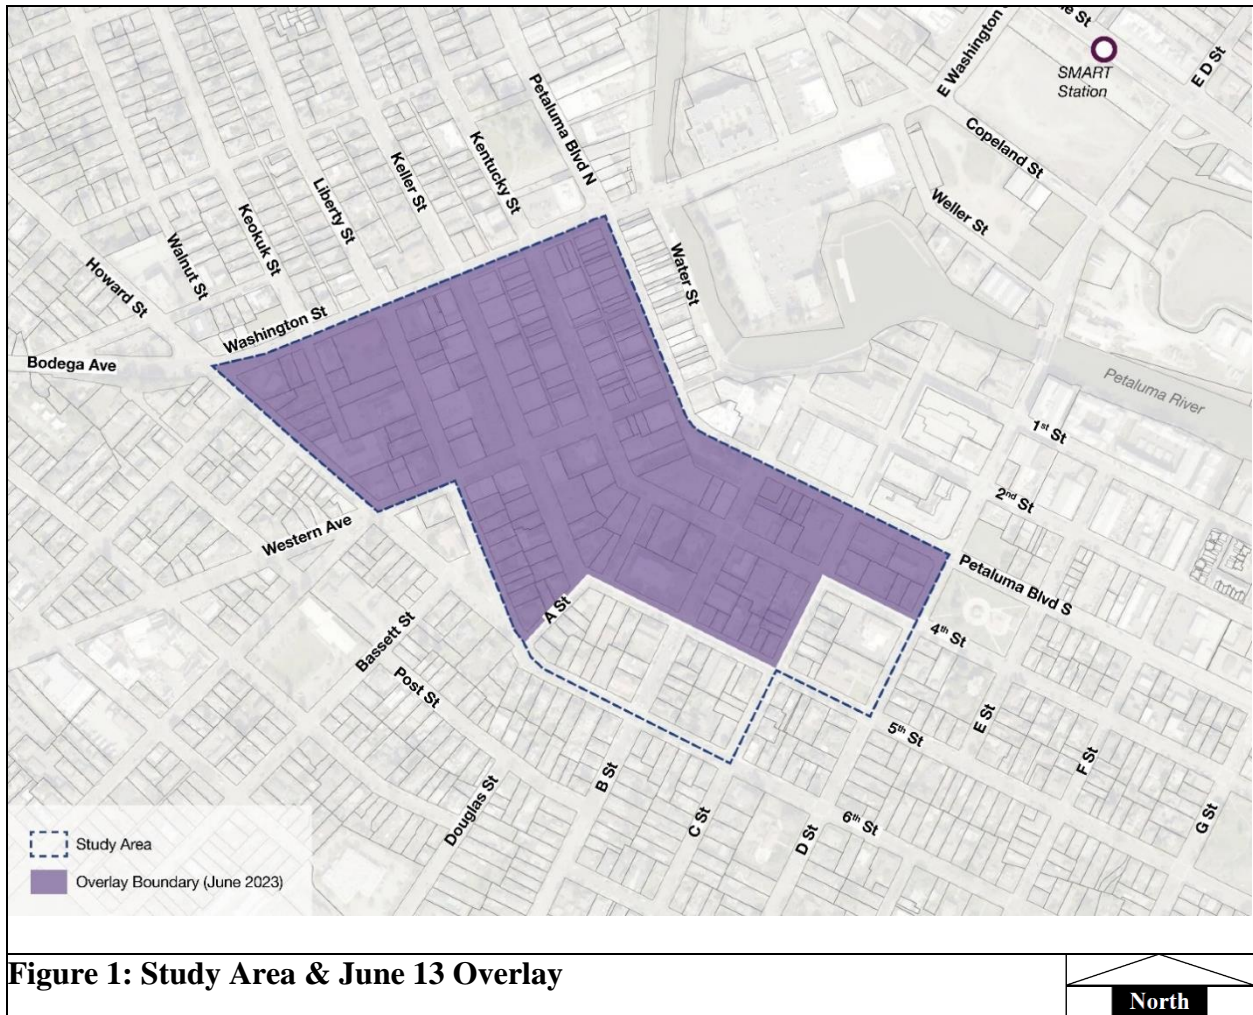 E Washington
SMART
Station
E D St
Petaluma Blvd N
Copeland St
Kentucky St
Keller St
Weller St
Liberty St
Keokuk St
Walnut St
Water St
Howard St
Washington St
Bodega Ave
Petaluma River
1st St
2nd St
Western Ave
Petaluma Blvd S
A St
4th St
Bassett St
Post St
E St
5th St
F St
B St
Douglas St
C St
D St
6th St
G St
Study Area
Overlay Boundary (June 2023)
Figure 1: Study Area & June 13 Overlay
North